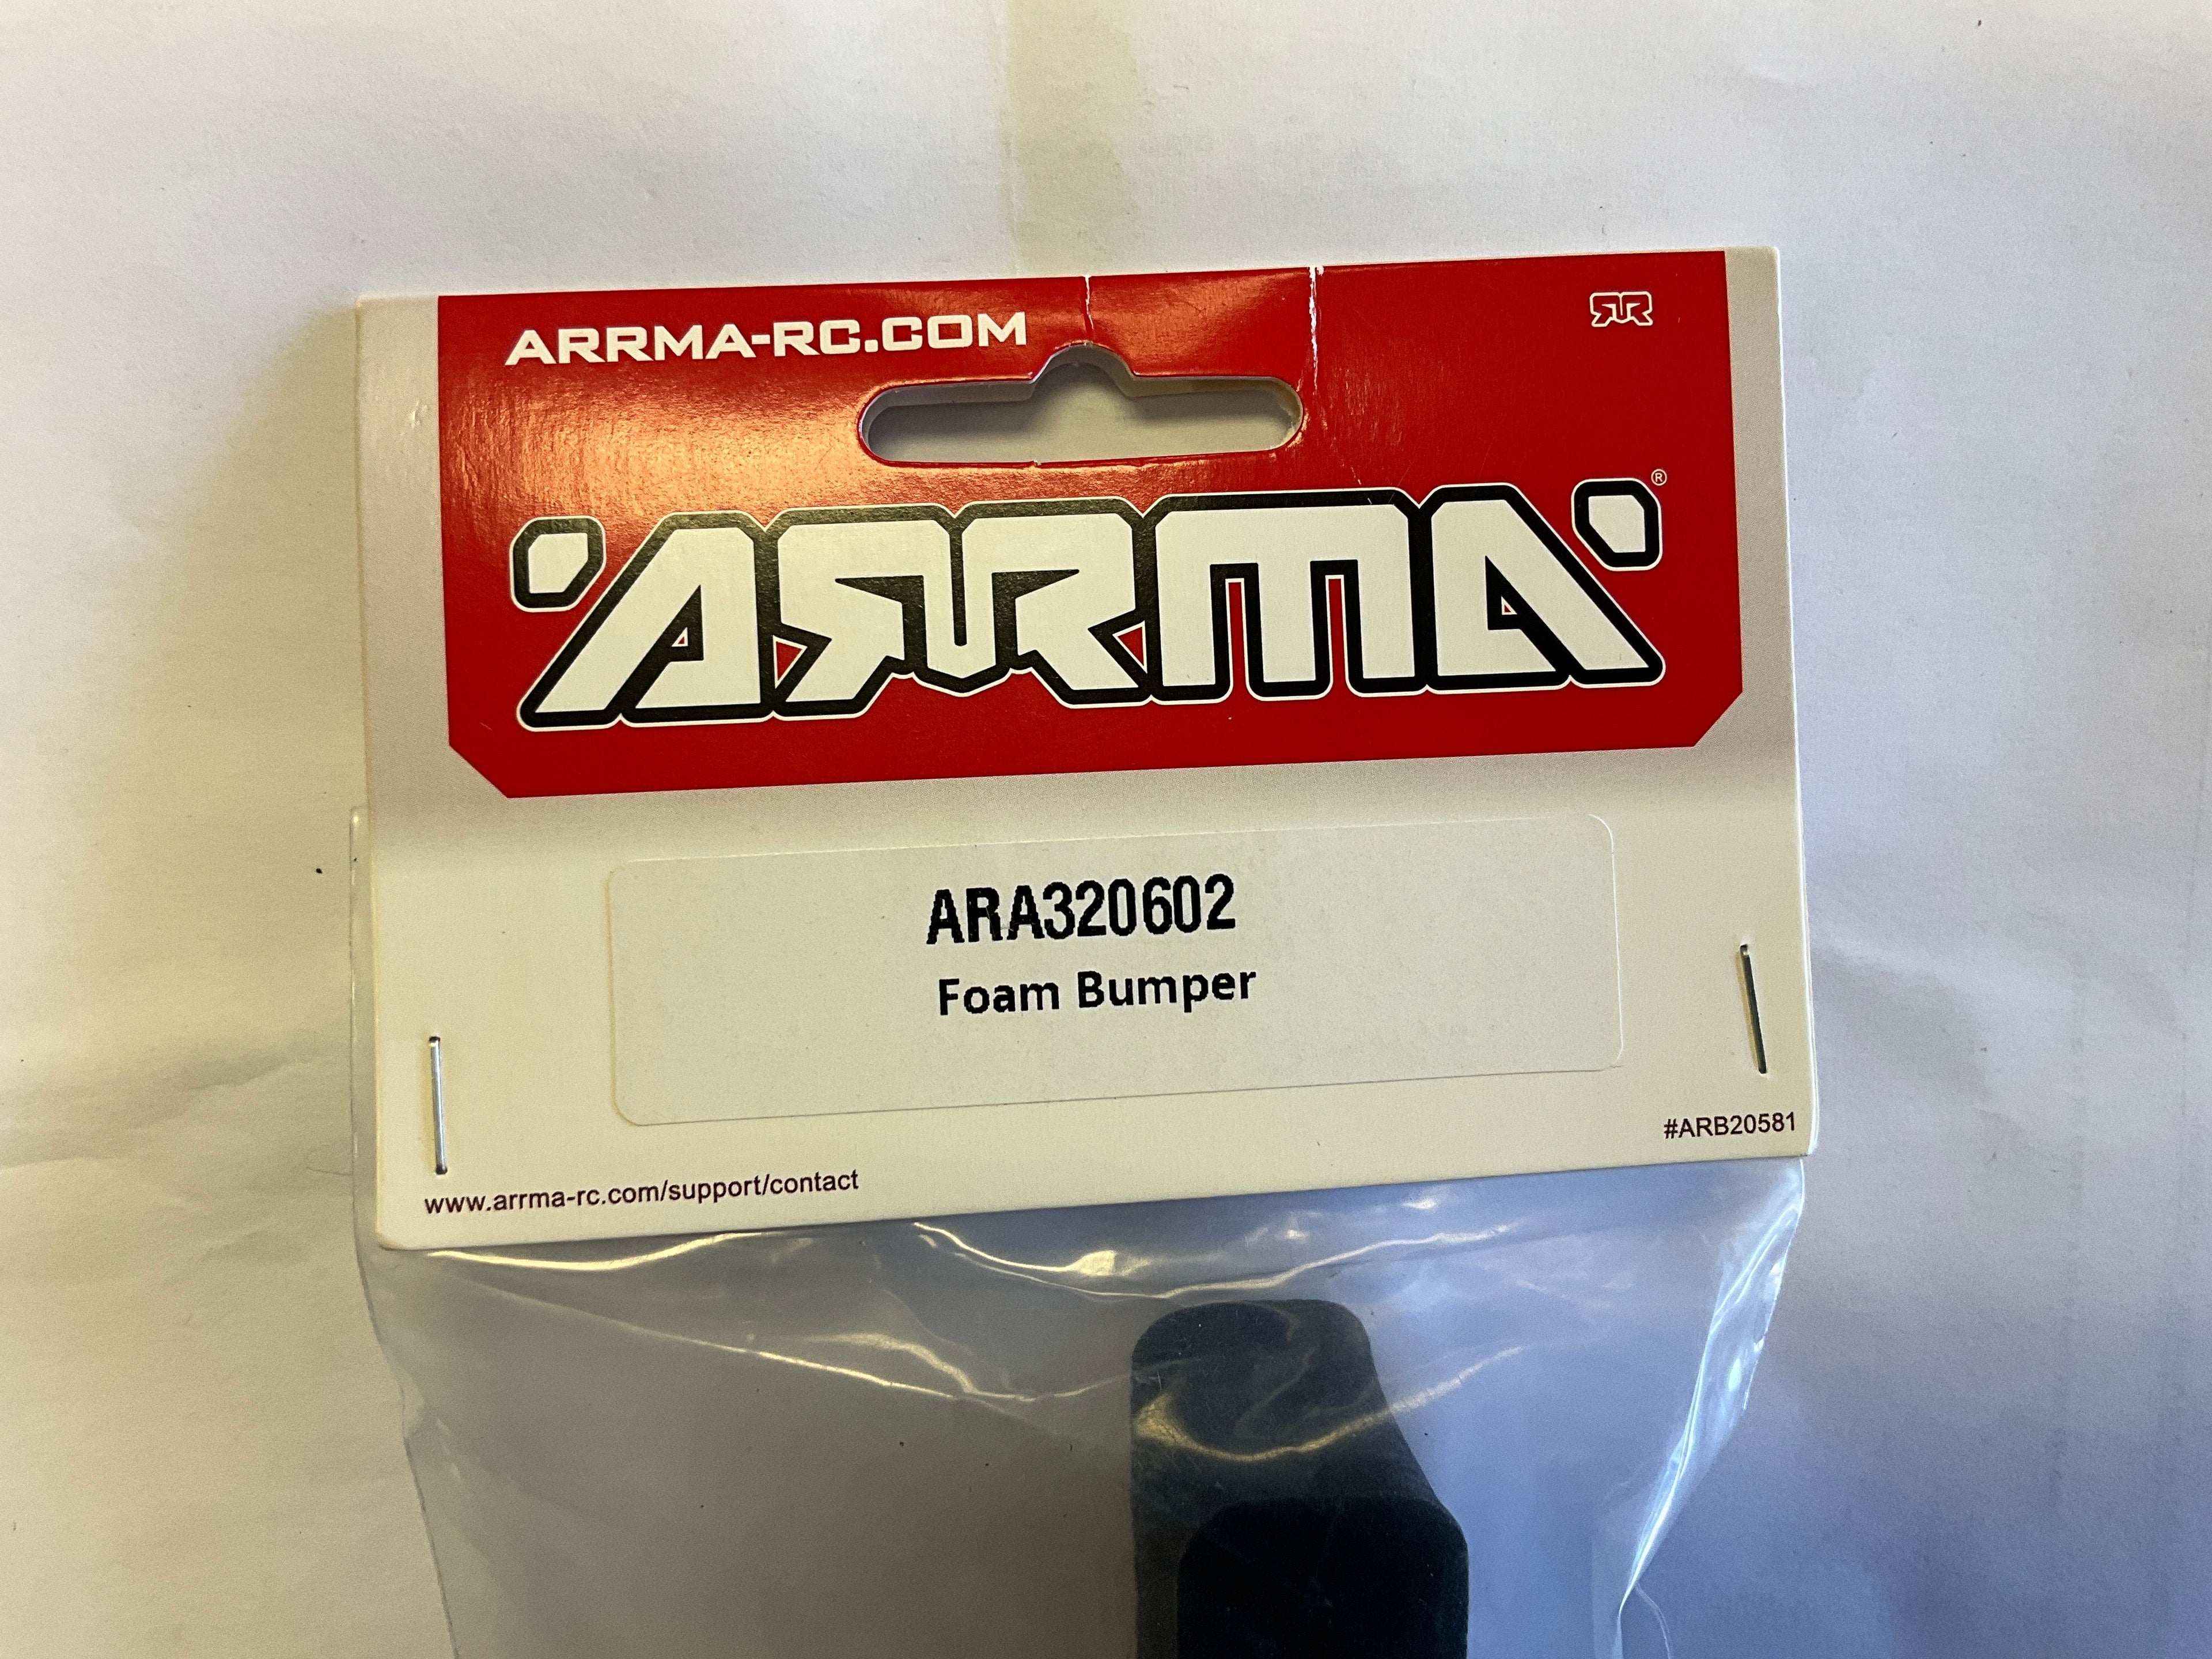 ARRMA-RC.COM
ARRMA®
ARA320602
Foam Bumper
#ARB20581
www.arrma-rc.com/support/contact